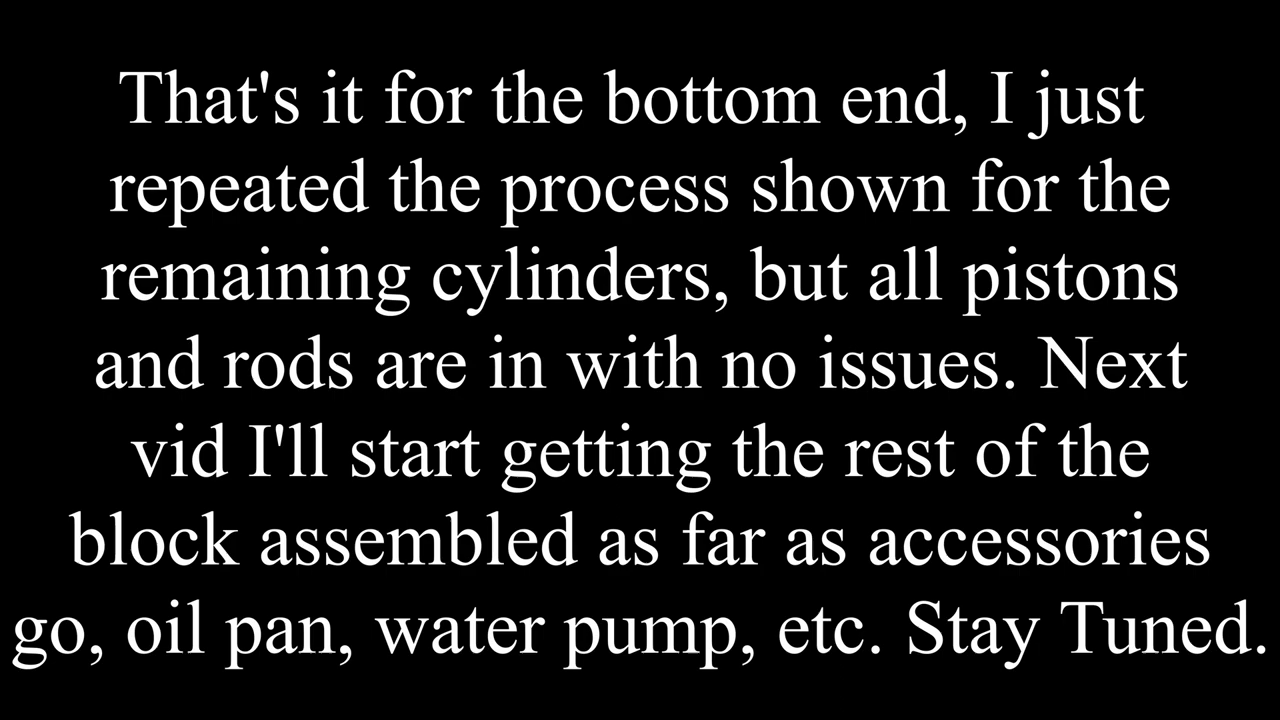 That's it for the bottom end, I just
repeated the process shown for the
remaining cylinders, but all pistons
and rods are in with no issues. Next
vid I'll start getting the rest of the
block assembled as far as accessories
go, oil pan, water pump, etc. Stay Tuned.